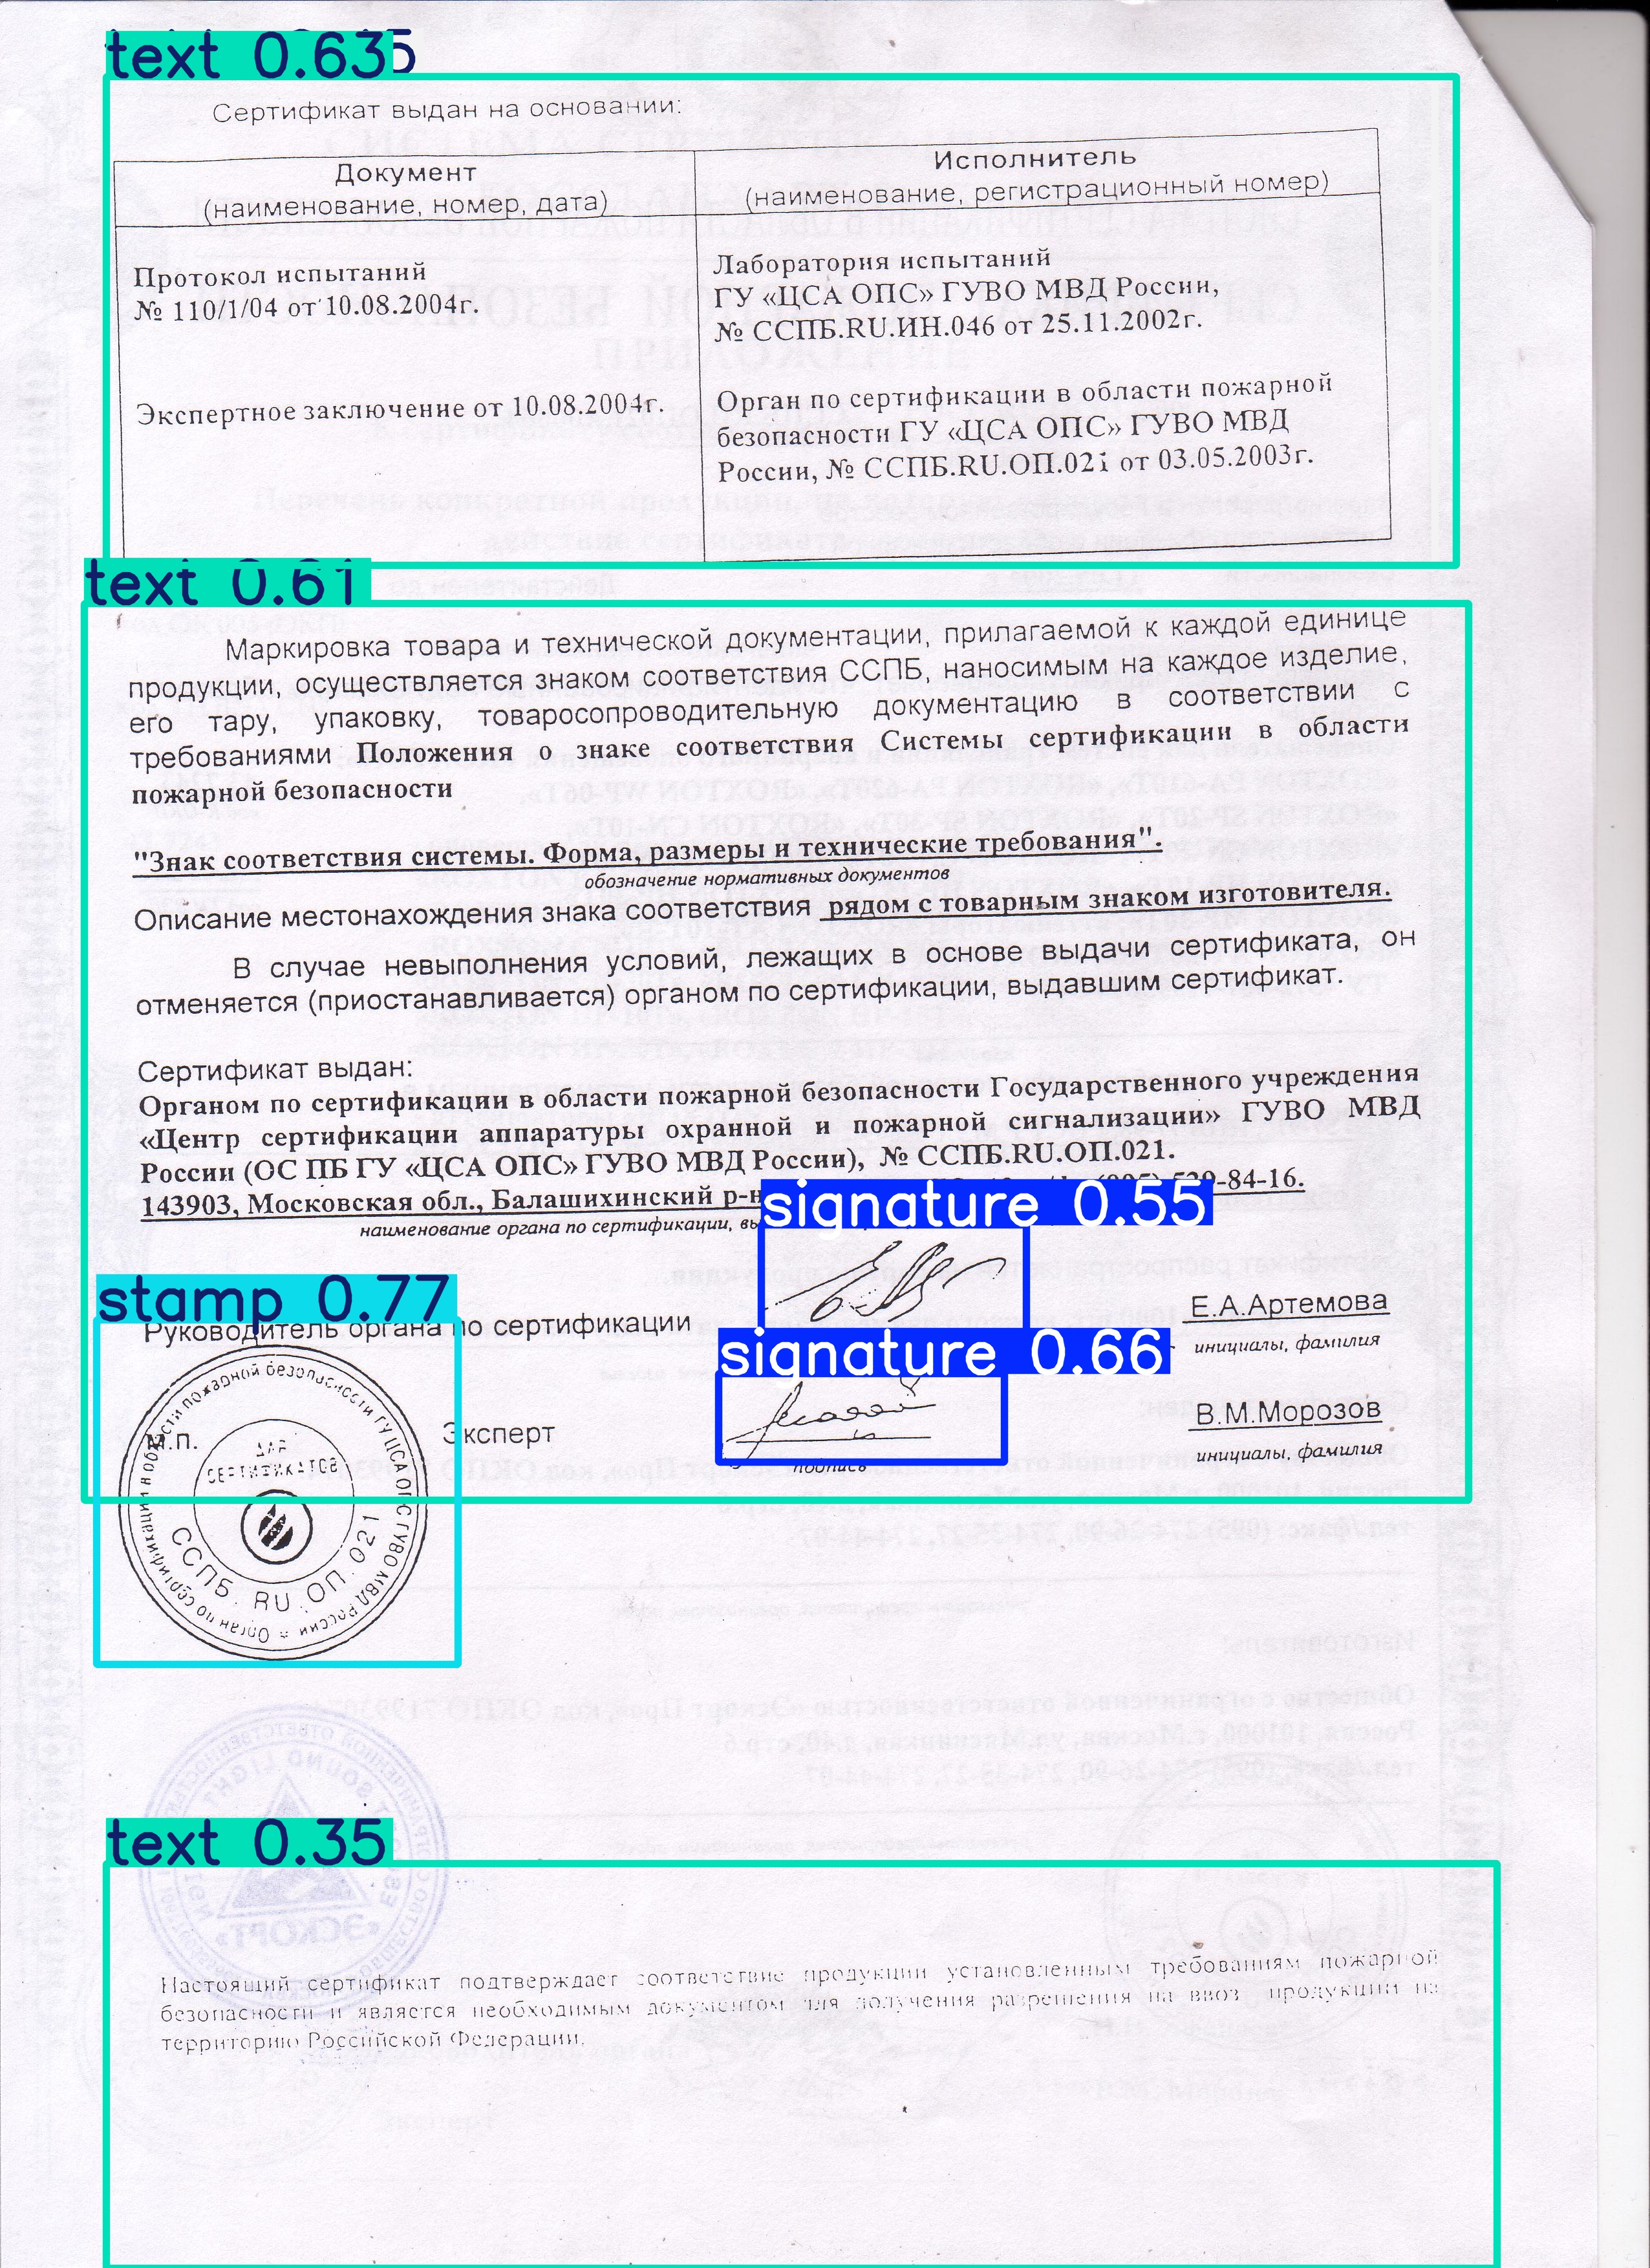 text 0.63
Сертификат выдан на основании:
Документ
(наименование, номер, дата)
Исполнитель
(наименование, регистрационный номер)
Протокол испытаний
№ 110/1/04 от 10.08.2004г.
Лаборатория испытаний
ГУ «ЦСА ОПС» ГУВО МВД России,
№ ССПБ.RU.ИН.046 от 25.11.2002г.
Экспертное заключение от 10.08.2004г.
Орган по сертификации в области пожарной
безопасности ГУ «ЦСА ОПС» ГУВО МВД
России, № ССПБ.RU.ОП.021 от 03.05.2003г.
text 0.61
Маркировка товара и технической документации, прилагаемой к каждой единице
продукции, осуществляется знаком соответствия ССПБ, наносимым на каждое изделие,
его тару, упаковку, товаросопроводительную документацию в соответствии с
требованиями Положения о знаке соответствия Системы сертификации в области
пожарной безопасности
"Знак соответствия системы. Форма, размеры и технические требования".
обозначение нормативных документов
Описание местонахождения знака соответствия рядом с товарным знаком изготовителя.
В случае невыполнения условий, лежащих в основе выдачи сертификата, он
отменяется (приостанавливается) органом по сертификации, выдавшим сертификат.
Сертификат выдан:
Органом по сертификации в области пожарной безопасности Государственного учреждения
«Центр сертификации аппаратуры охранной и пожарной сигнализации» ГУВО МВД
России (ОС ПБ ГУ «ЦСА ОПС» ГУВО МВД России), № ССПБ.RU.ОП.021.
143903, Московская обл., Балашихинский р-н -84-16.
наименование органа по сертификации,
signature 0.55
stamp 0.77
Руководитель органа по сертификации
Е.А.Артемова
инициалы, фамилия
signature 0.66
М.П.
Эксперт
подпись
В.М.Морозов
инициалы, фамилия
Орган по сертификации в области пожарной безопасности ГУ ЦСА ОПС ГУВО МВД России
ДЛЯ
СЕРТИФИКАТОВ
ССПБ.RU.ОП.021
text 0.35
Настоящий сертификат подтверждает соответствие продукции установленным требованиям пожарной
безопасности и является необходимым документом для получения разрешения на ввоз продукции на
территорию Российской Федерации.